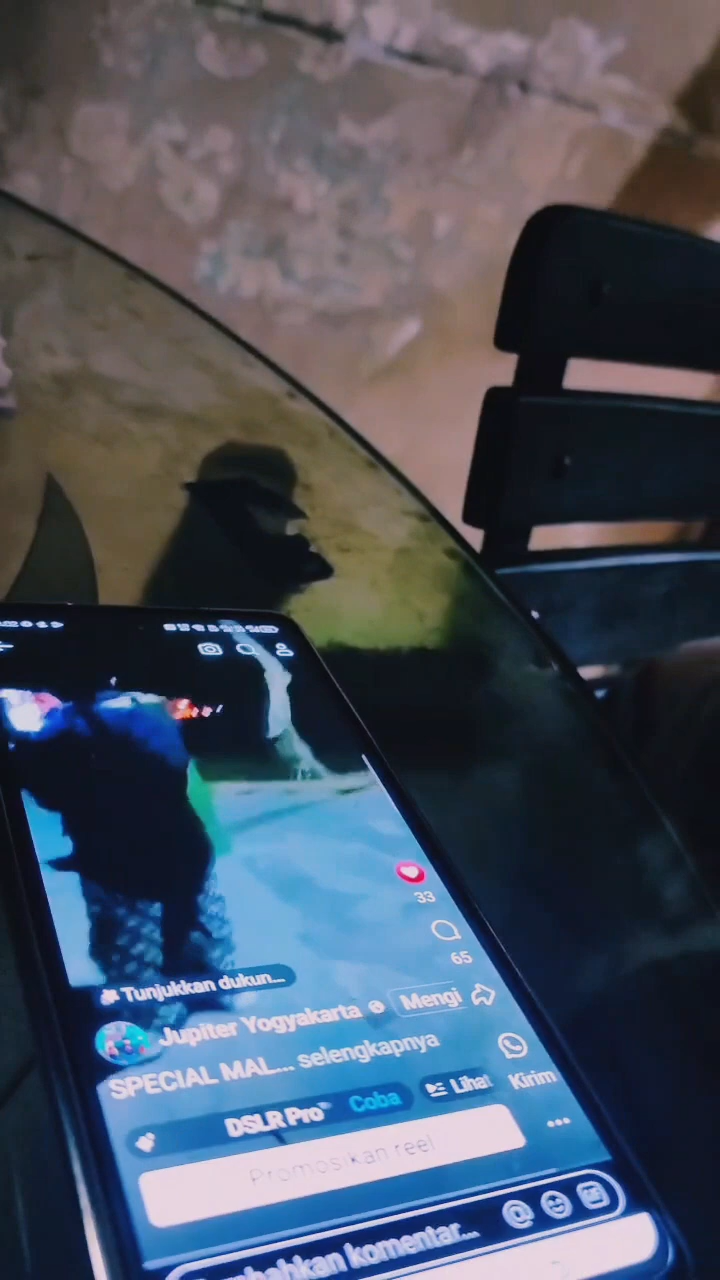 33
65
Tunjukkan dukun...
Jupiter Yogyakarta
Mengi
SPECIAL MAL... selengkapnya
Kirim
DSLR Pro Coba
Lihat
Promosikan reel
mbahkan komentar...